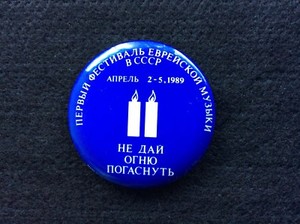 ПЕРВЫЙ ФЕСТИВАЛЬ ЕВРЕЙСКОЙ МУЗЫКИ
В СССР
АПРЕЛЬ 2-5.1989
НЕ ДАЙ
ОГНЮ
ПОГАСНУТЬ